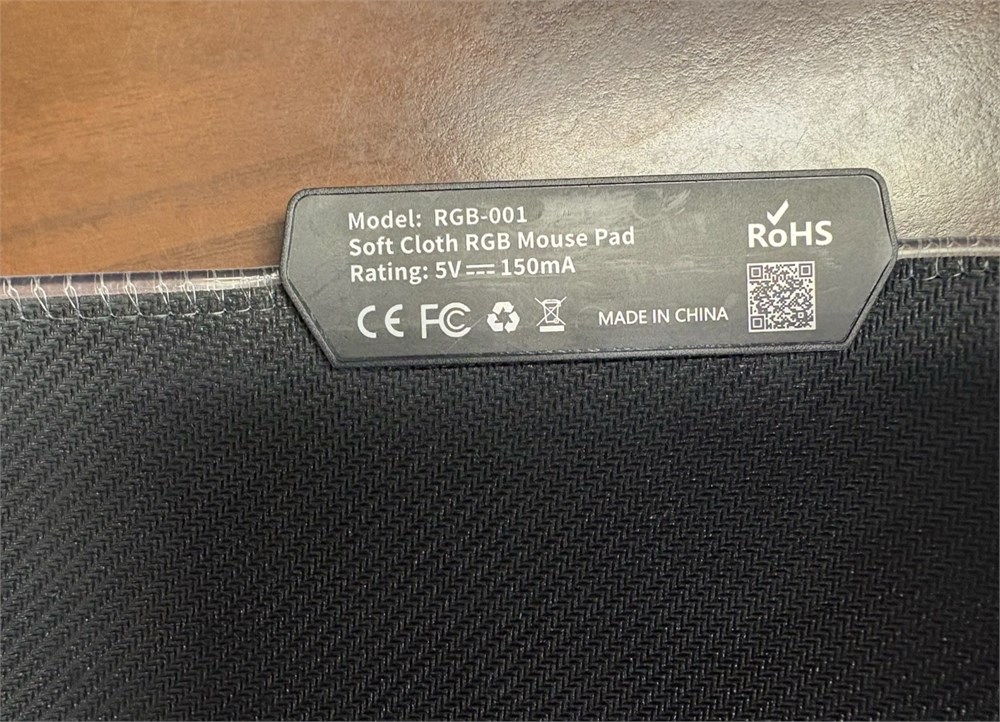 Model: RGB-001
Soft Cloth RGB Mouse Pad
Rating: 5V ⎓ 150mA
RoHS
CE FC MADE IN CHINA